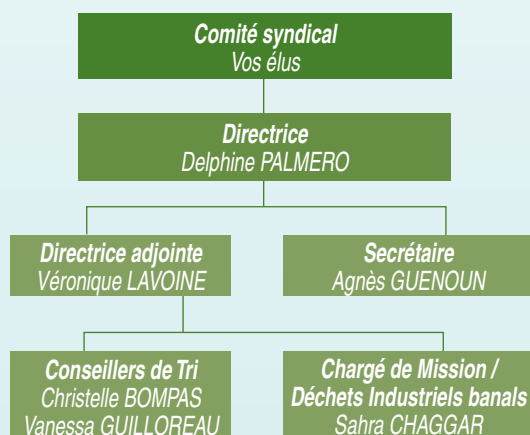 Comité syndical
Vos élus
Directrice
Delphine PALMERO
Directrice adjointe
Véronique LAVOINE
Secrétaire
Agnès GUENOUN
Conseillers de Tri
Christelle BOMPAS
Vanessa GUILLOREAU
Chargé de Mission /
Déchets Industriels banals
Sahra CHAGGAR